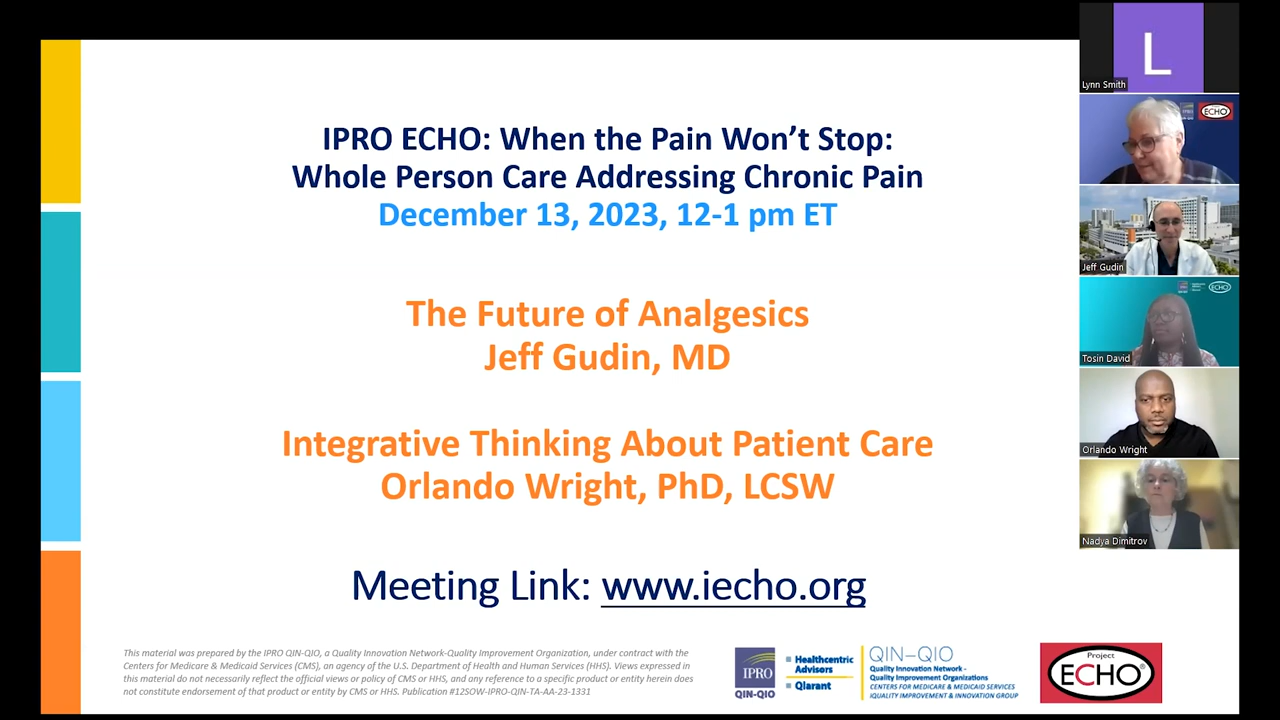 IPRO ECHO: When the Pain Won't Stop:
Whole Person Care Addressing Chronic Pain
December 13, 2023, 12-1 pm ET
The Future of Analgesics
Jeff Gudin, MD
Integrative Thinking About Patient Care
Orlando Wright, PhD, LCSW
Meeting Link: www.iecho.org
This material was prepared by the IPRO QIN-QIO, a Quality Innovation Network-Quality Improvement Organization, under contract with the
Centers for Medicare & Medicaid Services (CMS), an agency of the U.S. Department of Health and Human Services (HHS). Views expressed in
this material do not necessarily reflect the official views or policy of CMS or HHS, and any reference to a specific product or entity herein does
not constitute endorsement of that product or entity by CMS or HHS. Publication #12SOW-IPRO-QIN-TA-AA-23-1331
IPRO
QIN-QIO
Healthcentric
Advisors
Qlarant
QIN-QIO
Quality Innovation Network -
Quality Improvement Organizations
CENTERS FOR MEDICARE & MEDICAID SERVICES
iQUALITY IMPROVEMENT & INNOVATION GROUP
Project
ECHO®
L
Lynn Smith
ECHO
Jeff Gudin
ECHO
Tosin David
Orlando Wright
Nadya Dimitrov